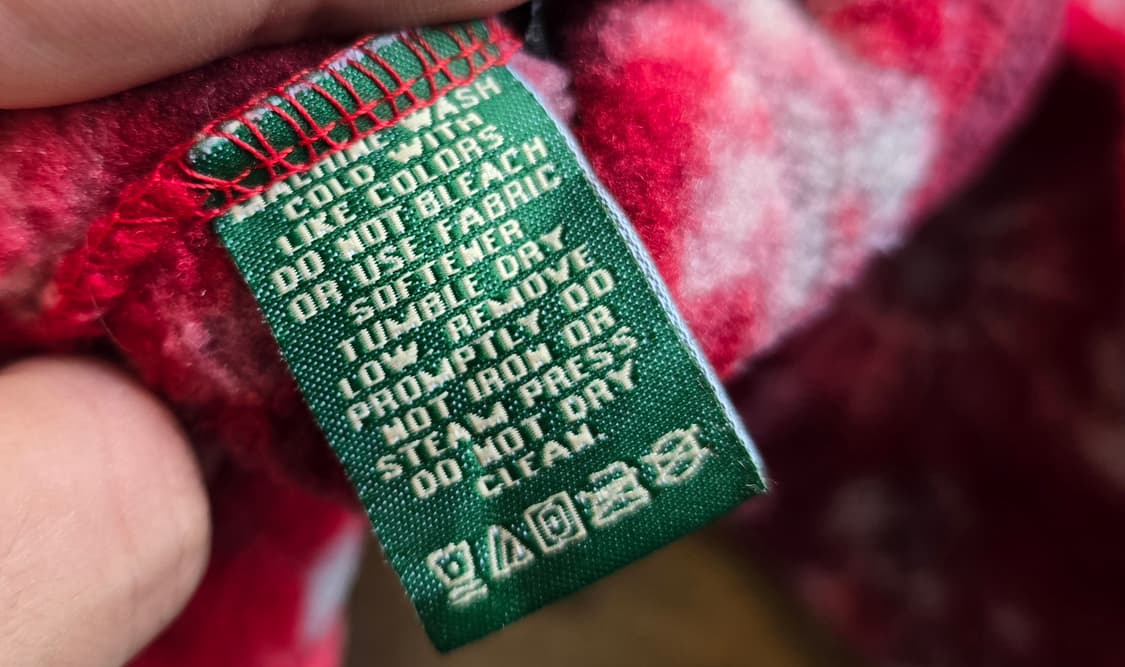 MACHINE WASH
COLD WITH
LIKE COLORS
DO NOT BLEACH
OR USE FABRIC
SOFTENER
TUMBLE DRY
LOW REMOVE
PROMPTLY DO
NOT IRON OR
STEAM PRESS
DO NOT DRY
CLEAN.